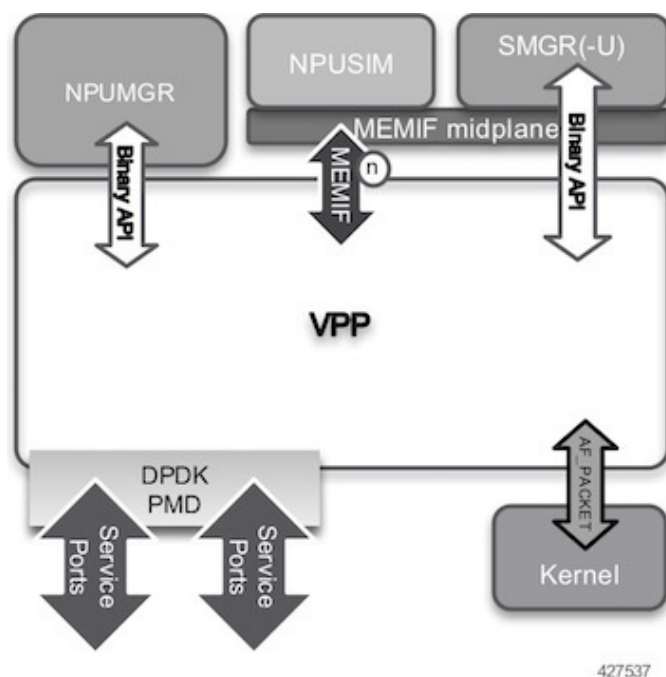 NPUMGR
NPUSIM
SMGR(-U)
MEMIF midplane
Binary API
MEMIF
n
BInary API
VPP
DPDK
PMD
AF_PACKET
Service
Ports
Service
Ports
Kernel
427537